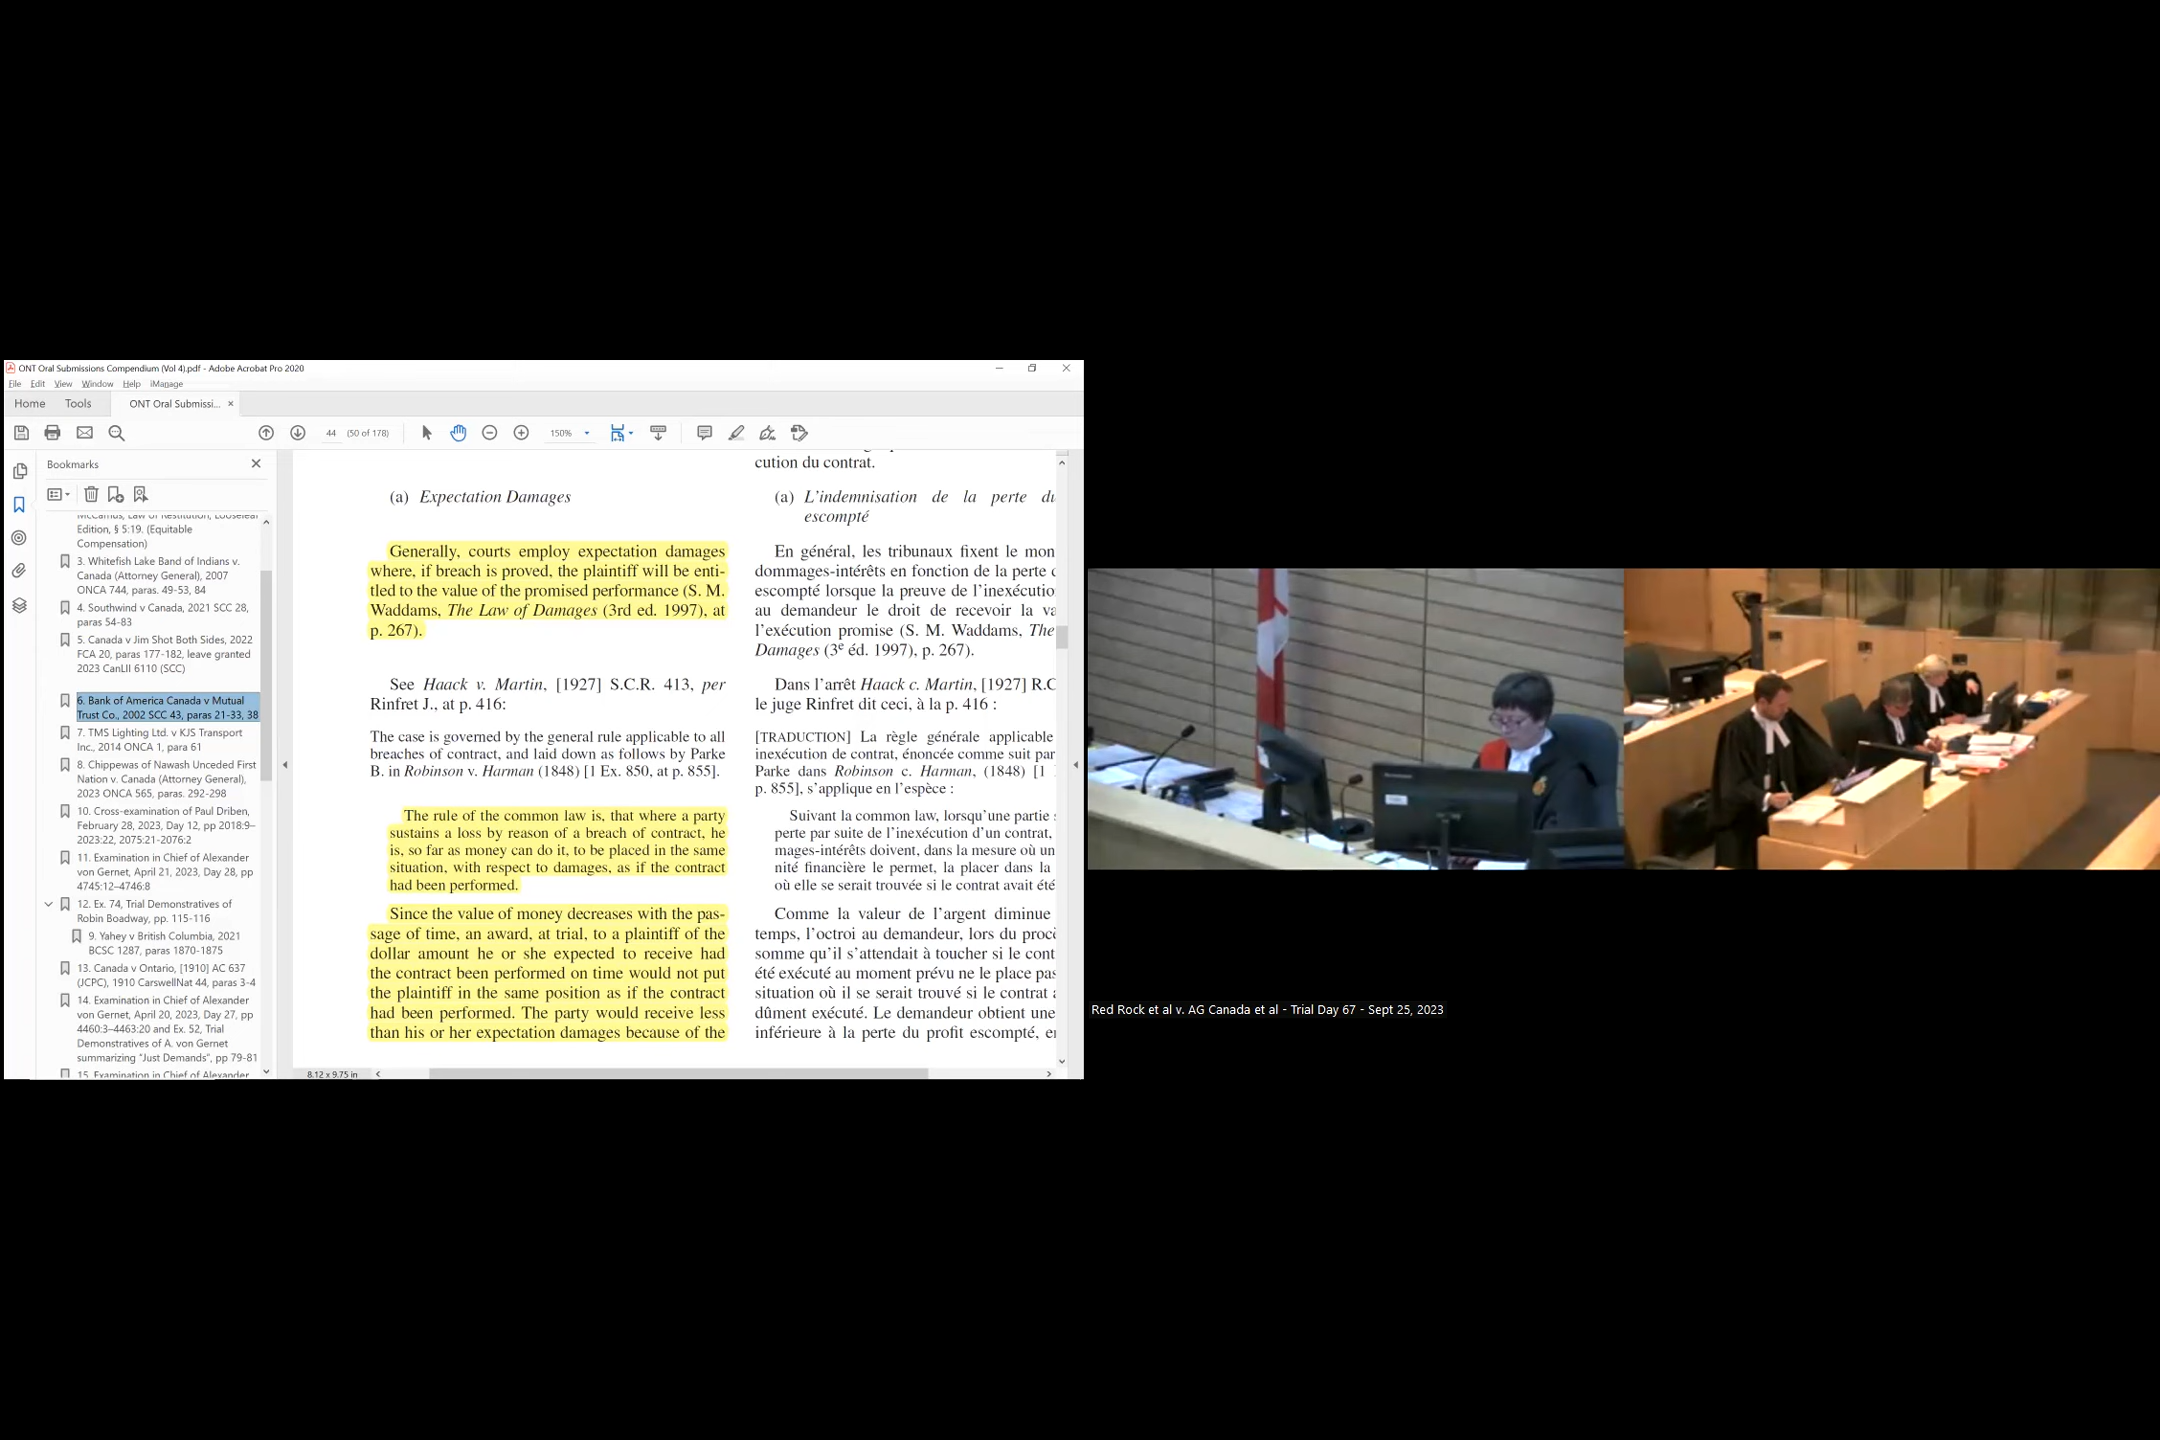 ONT Oral Submissions Compendium (Vol 4).pdf - Adobe Acrobat Pro 2020
File Edit View Window Help iManage
Home Tools ONT Oral Submissi... ×
44 (50 of 178) 150%
Bookmarks
McCamus, Law of Restitution, Looseleaf
Edition, § 5:19. (Equitable
Compensation)
3. Whitefish Lake Band of Indians v.
Canada (Attorney General), 2007
ONCA 744, paras. 49-53, 84
4. Southwind v Canada, 2021 SCC 28,
paras 54-83
5. Canada v Jim Shot Both Sides, 2022
FCA 20, paras 177-182, leave granted
2023 CanLII 6110 (SCC)
6. Bank of America Canada v Mutual
Trust Co., 2002 SCC 43, paras 21-33, 38
7. TMS Lighting Ltd. v KJS Transport
Inc., 2014 ONCA 1, para 61
8. Chippewas of Nawash Unceded First
Nation v. Canada (Attorney General),
2023 ONCA 565, paras. 292-298
10. Cross-examination of Paul Driben,
February 28, 2023, Day 12, pp 2018:9–
2023:22, 2075:21-2076:2
11. Examination in Chief of Alexander
von Gernet, April 21, 2023, Day 28, pp
4745:12–4746:8
12. Ex. 74, Trial Demonstratives of
Robin Boadway, pp. 115-116
9. Yahey v British Columbia, 2021
BCSC 1287, paras 1870-1875
13. Canada v Ontario, [1910] AC 637
(JCPC), 1910 CarswellNat 44, paras 3-4
14. Examination in Chief of Alexander
von Gernet, April 20, 2023, Day 27, pp
4460:3–4463:20 and Ex. 52, Trial
Demonstratives of A. von Gernet
summarizing "Just Demands", pp 79-81
15. Examination in Chief of Alexander
(a) Expectation Damages
Generally, courts employ expectation damages
where, if breach is proved, the plaintiff will be enti-
tled to the value of the promised performance (S. M.
Waddams, The Law of Damages (3rd ed. 1997), at
p. 267).
See Haack v. Martin, [1927] S.C.R. 413, per
Rinfret J., at p. 416:
The case is governed by the general rule applicable to all
breaches of contract, and laid down as follows by Parke
B. in Robinson v. Harman (1848) [1 Ex. 850, at p. 855].
The rule of the common law is, that where a party
sustains a loss by reason of a breach of contract, he
is, so far as money can do it, to be placed in the same
situation, with respect to damages, as if the contract
had been performed.
Since the value of money decreases with the pas-
sage of time, an award, at trial, to a plaintiff of the
dollar amount he or she expected to receive had
the contract been performed on time would not put
the plaintiff in the same position as if the contract
had been performed. The party would receive less
than his or her expectation damages because of the
cution du contrat.
(a) L'indemnisation de la perte du
escompté
En général, les tribunaux fixent le mon
dommages-intérêts en fonction de la perte d
escompté lorsque la preuve de l'inexécutio
au demandeur le droit de recevoir la va
l'exécution promise (S. M. Waddams, The
Damages (3e éd. 1997), p. 267).
Dans l'arrêt Haack c. Martin, [1927] R.C
le juge Rinfret dit ceci, à la p. 416 :
[TRADUCTION] La règle générale applicable
inexécution de contrat, énoncée comme suit par
Parke dans Robinson c. Harman, (1848) [1
p. 855], s'applique en l'espèce :
Suivant la common law, lorsqu'une partie s
perte par suite de l'inexécution d'un contrat,
mages-intérêts doivent, dans la mesure où un
nité financière le permet, la placer dans la
où elle se serait trouvée si le contrat avait été
Comme la valeur de l'argent diminue
temps, l'octroi au demandeur, lors du procè
somme qu'il s'attendait à toucher si le cont
été exécuté au moment prévu ne le place pas
situation où il se serait trouvé si le contrat a
dûment exécuté. Le demandeur obtient une
inférieure à la perte du profit escompté, en
8.12 x 9.75 in
Red Rock et al v. AG Canada et al - Trial Day 67 - Sept 25, 2023